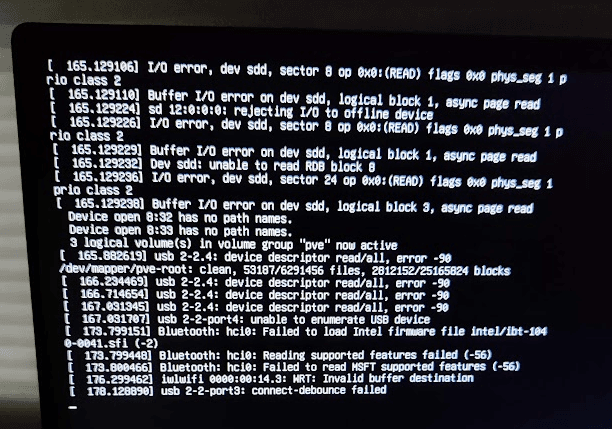 [  165.129106] I/O error, dev sdd, sector 8 op 0x0:(READ) flags 0x0 phys_seg 1 p
rio class 2
[  165.129110] Buffer I/O error on dev sdd, logical block 1, async page read
[  165.129224] sd 12:0:0:0: rejecting I/O to offline device
[  165.129226] I/O error, dev sdd, sector 8 op 0x0:(READ) flags 0x0 phys_seg 1 p
rio class 2
[  165.129229] Buffer I/O error on dev sdd, logical block 1, async page read
[  165.129232] Dev sdd: unable to read RDB block 8
[  165.129236] I/O error, dev sdd, sector 24 op 0x0:(READ) flags 0x0 phys_seg 1
prio class 2
[  165.129238] Buffer I/O error on dev sdd, logical block 3, async page read
Device open 8:32 has no path names.
Device open 8:33 has no path names.
3 logical volume(s) in volume group "pve" now active
[  165.882619] usb 2-2.4: device descriptor read/all, error -90
/dev/mapper/pve-root: clean, 53187/6291456 files, 2812152/25165824 blocks
[  166.234469] usb 2-2.4: device descriptor read/all, error -90
[  166.714654] usb 2-2.4: device descriptor read/all, error -90
[  167.031345] usb 2-2.4: device descriptor read/all, error -90
[  167.031707] usb 2-2-port4: unable to enumerate USB device
[  173.799151] Bluetooth: hci0: Failed to load Intel firmware file intel/ibt-104
0-0041.sfi (-2)
[  173.799448] Bluetooth: hci0: Reading supported features failed (-56)
[  173.800466] Bluetooth: hci0: Failed to read MSFT supported features (-56)
[  176.299462] iwlwifi 0000:00:14.3: WRT: Invalid buffer destination
[  178.128890] usb 2-2-port3: connect-debounce failed